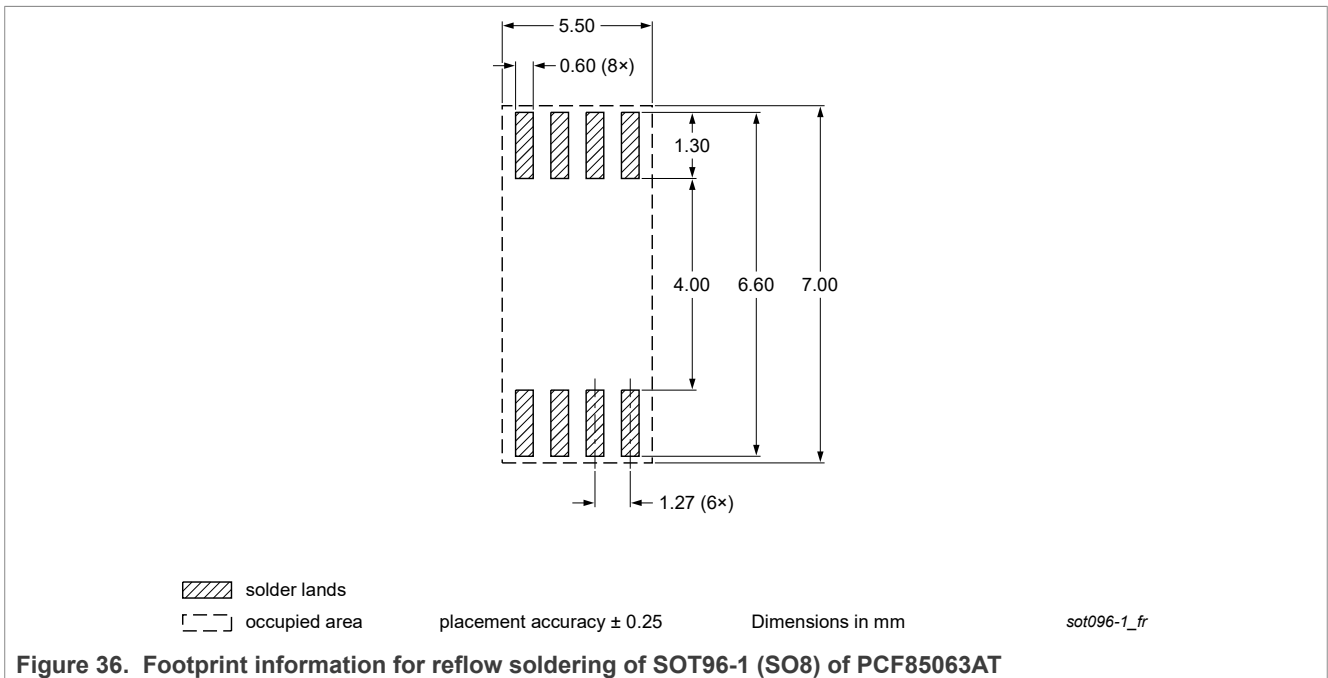 5.50
0.60 (8×)
1.30
4.00 6.60 7.00
1.27 (6×)
solder lands
occupied area placement accuracy ± 0.25 Dimensions in mm sot096-1_fr
Figure 36. Footprint information for reflow soldering of SOT96-1 (SO8) of PCF85063AT